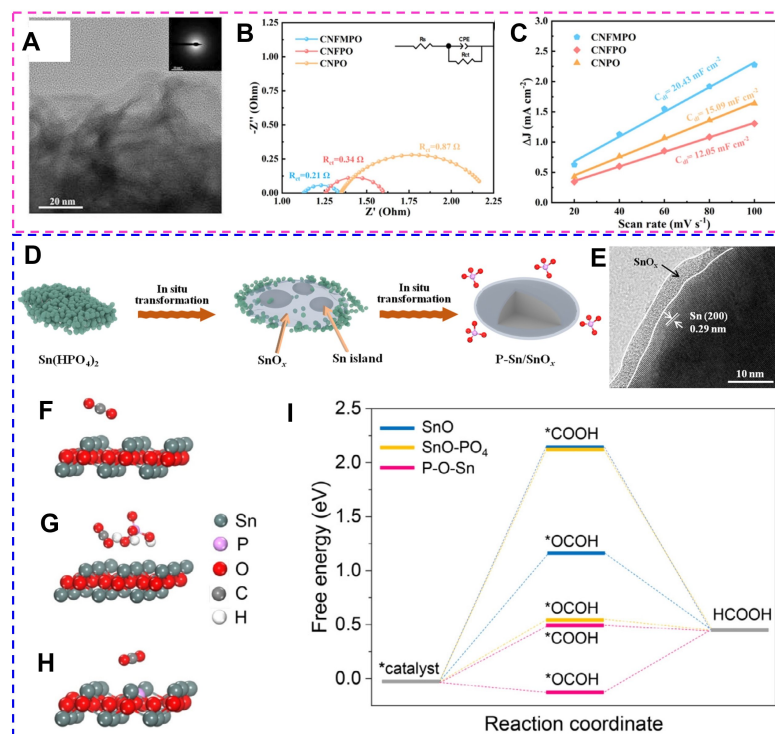 A
20 nm
B
-Z'' (Ohm)
1.25
1.00
0.75
0.50
0.25
0.00
CNFMPO
CNFPO
CNPO
Rs
CPE
Rct
Rct=0.21 Ω
Rct=0.34 Ω
Rct=0.87 Ω
1.00 1.25 1.50 1.75 2.00 2.25
Z' (Ohm)
C
ΔJ (mA cm-2)
3.0
2.5
2.0
1.5
1.0
0.5
0.0
CNFMPO
CNFPO
CNPO
Cdl= 20.43 mF cm-2
Cdl= 15.09 mF cm-2
Cdl= 12.05 mF cm-2
20 40 60 80 100
Scan rate (mV s-1)
D
Sn(HPO4)2
In situ
transformation
SnOx
Sn island
In situ
transformation
P-Sn/SnOx
E
SnOx
Sn (200)
0.29 nm
10 nm
F
G
H
Sn
P
O
C
H
I
Free energy (eV)
2.5
2.0
1.5
1.0
0.5
0.0
SnO
SnO-PO4
P-O-Sn
*COOH
*OCOH
*OCOH
*COOH
*OCOH
*catalyst
HCOOH
Reaction coordinate